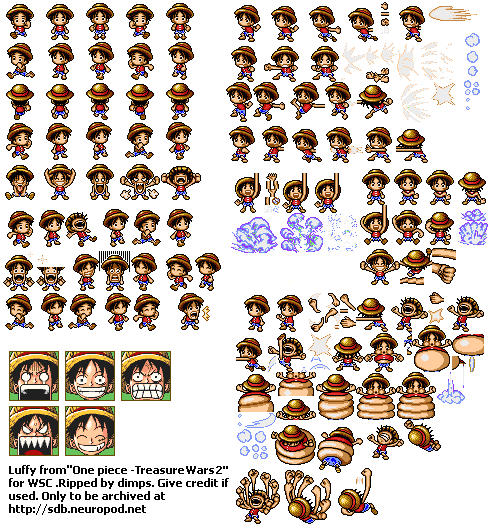 Luffy from"One piece -TreasureWars2"
for WSC .Ripped by dimps. Give credit if
used. Only to be archived at
http://sdb.neuropod.net